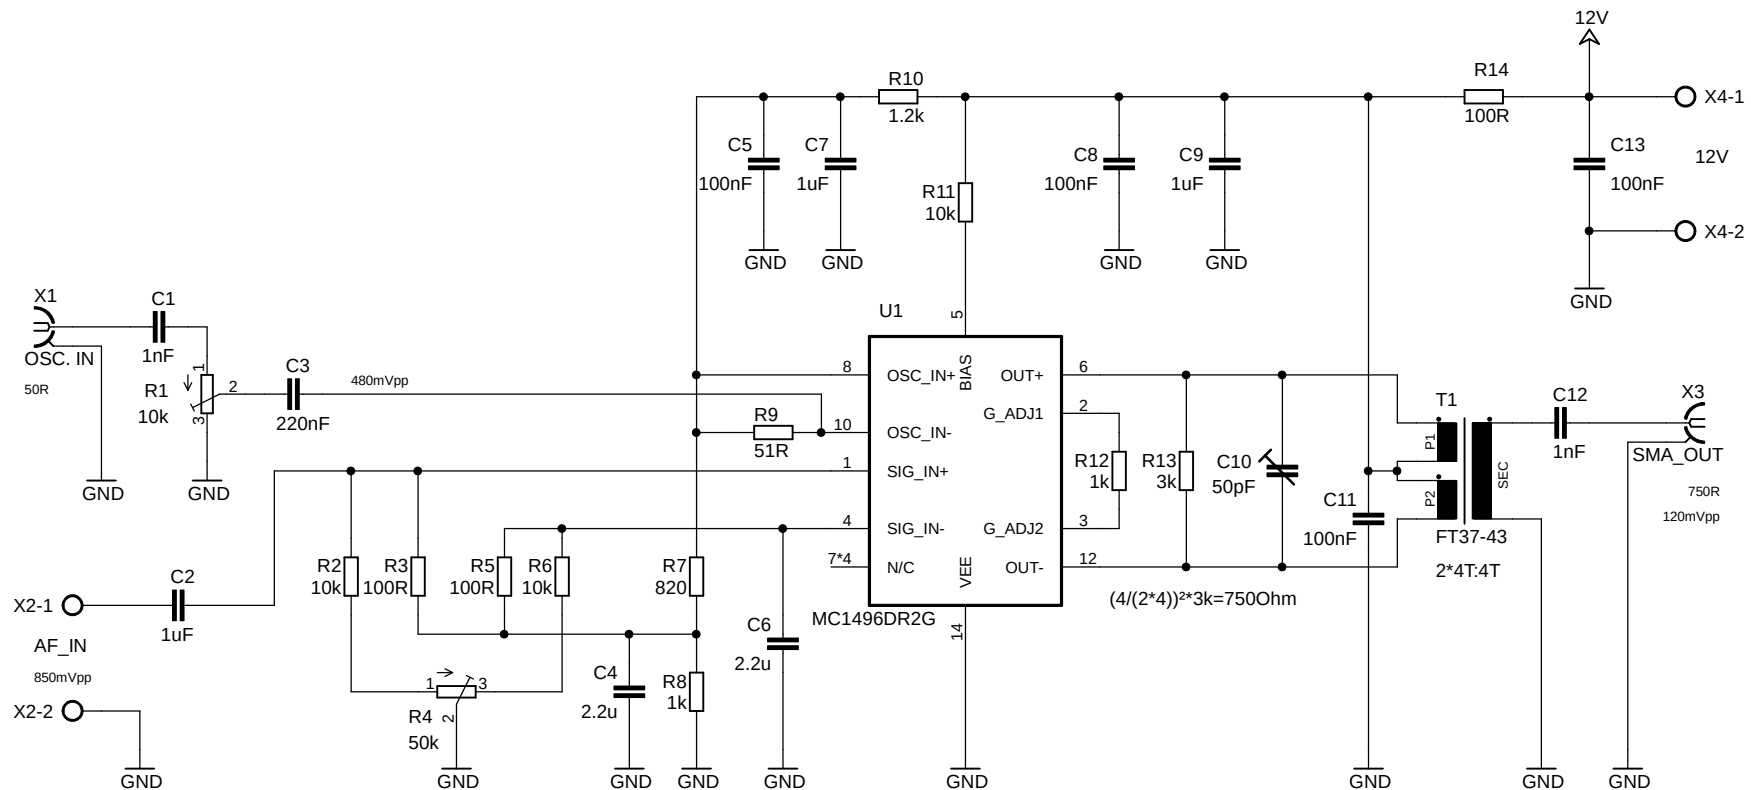 12V
R10
1.2k
R14
100R
X4-1
C5
100nF
C7
1uF
C8
100nF
C9
1uF
C13
100nF
12V
R11
10k
X4-2
GND
GND
GND
GND
GND
X1
OSC. IN
50R
C1
1nF
R1
10k
1
2
3
C3
220nF
480mVpp
GND
GND
U1
5
BIAS
8
OSC_IN+
OUT+
6
G_ADJ1
2
R9
51R
10
OSC_IN-
1
SIG_IN+
4
SIG_IN-
G_ADJ2
3
7*4
N/C
VEE
OUT-
12
MC1496DR2G
14
R12
1k
R13
3k
C10
50pF
(4/(2*4))²*3k=750Ohm
C11
100nF
T1
P1
P2
SEC
FT37-43
2*4T:4T
C12
1nF
X3
SMA_OUT
750R
120mVpp
R2
10k
R3
100R
R5
100R
R6
10k
R7
820
X2-1
C2
1uF
AF_IN
850mVpp
X2-2
1
3
2
R4
50k
C4
2.2u
R8
1k
C6
2.2u
GND
GND
GND
GND
GND
GND
GND
GND
GND